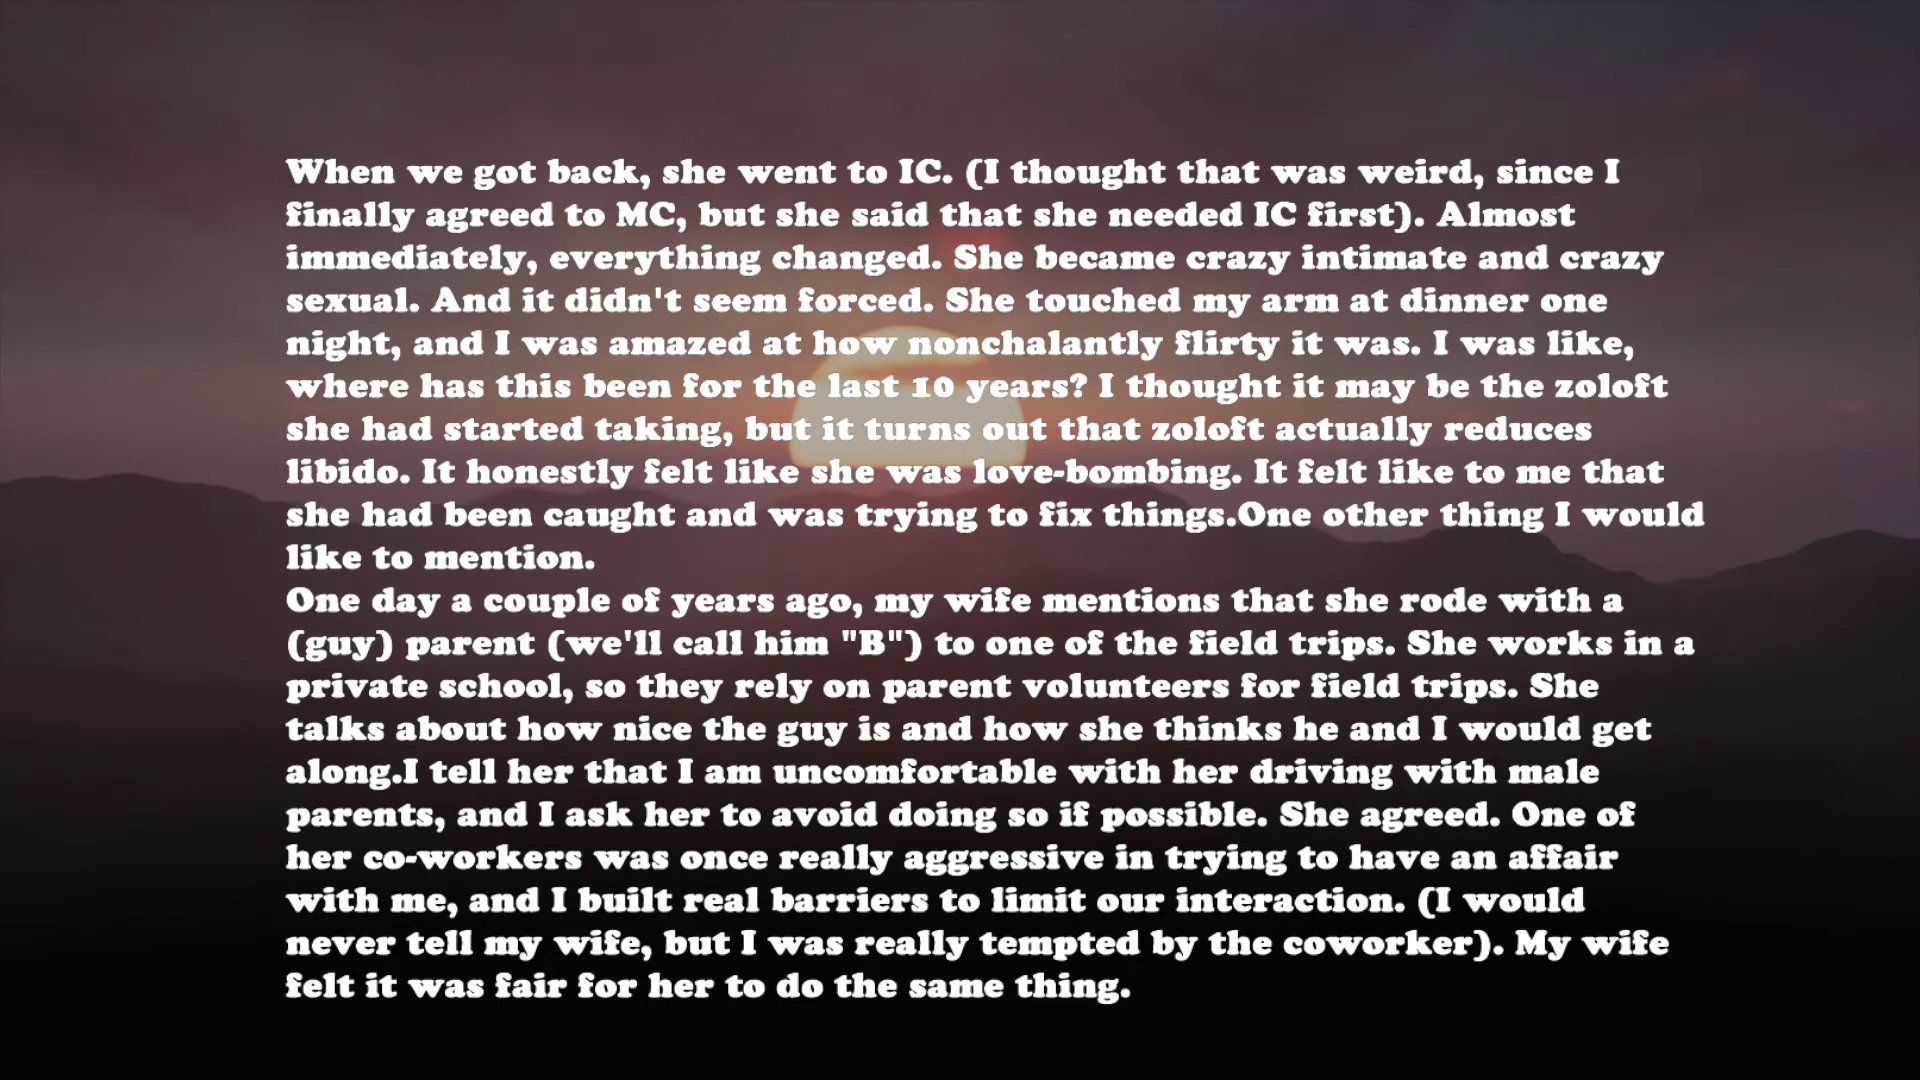 When we got back, she went to IC. (I thought that was weird, since I
finally agreed to MC, but she said that she needed IC first). Almost
immediately, everything changed. She became crazy intimate and crazy
sexual. And it didn't seem forced. She touched my arm at dinner one
night, and I was amazed at how nonchalantly flirty it was. I was like,
where has this been for the last 10 years? I thought it may be the zoloft
she had started taking, but it turns out that zoloft actually reduces
libido. It honestly felt like she was love-bombing. It felt like to me that
she had been caught and was trying to fix things.One other thing I would
like to mention.
One day a couple of years ago, my wife mentions that she rode with a
(guy) parent (we'll call him "B") to one of the field trips. She works in a
private school, so they rely on parent volunteers for field trips. She
talks about how nice the guy is and how she thinks he and I would get
along.I tell her that I am uncomfortable with her driving with male
parents, and I ask her to avoid doing so if possible. She agreed. One of
her co-workers was once really aggressive in trying to have an affair
with me, and I built real barriers to limit our interaction. (I would
never tell my wife, but I was really tempted by the coworker). My wife
felt it was fair for her to do the same thing.